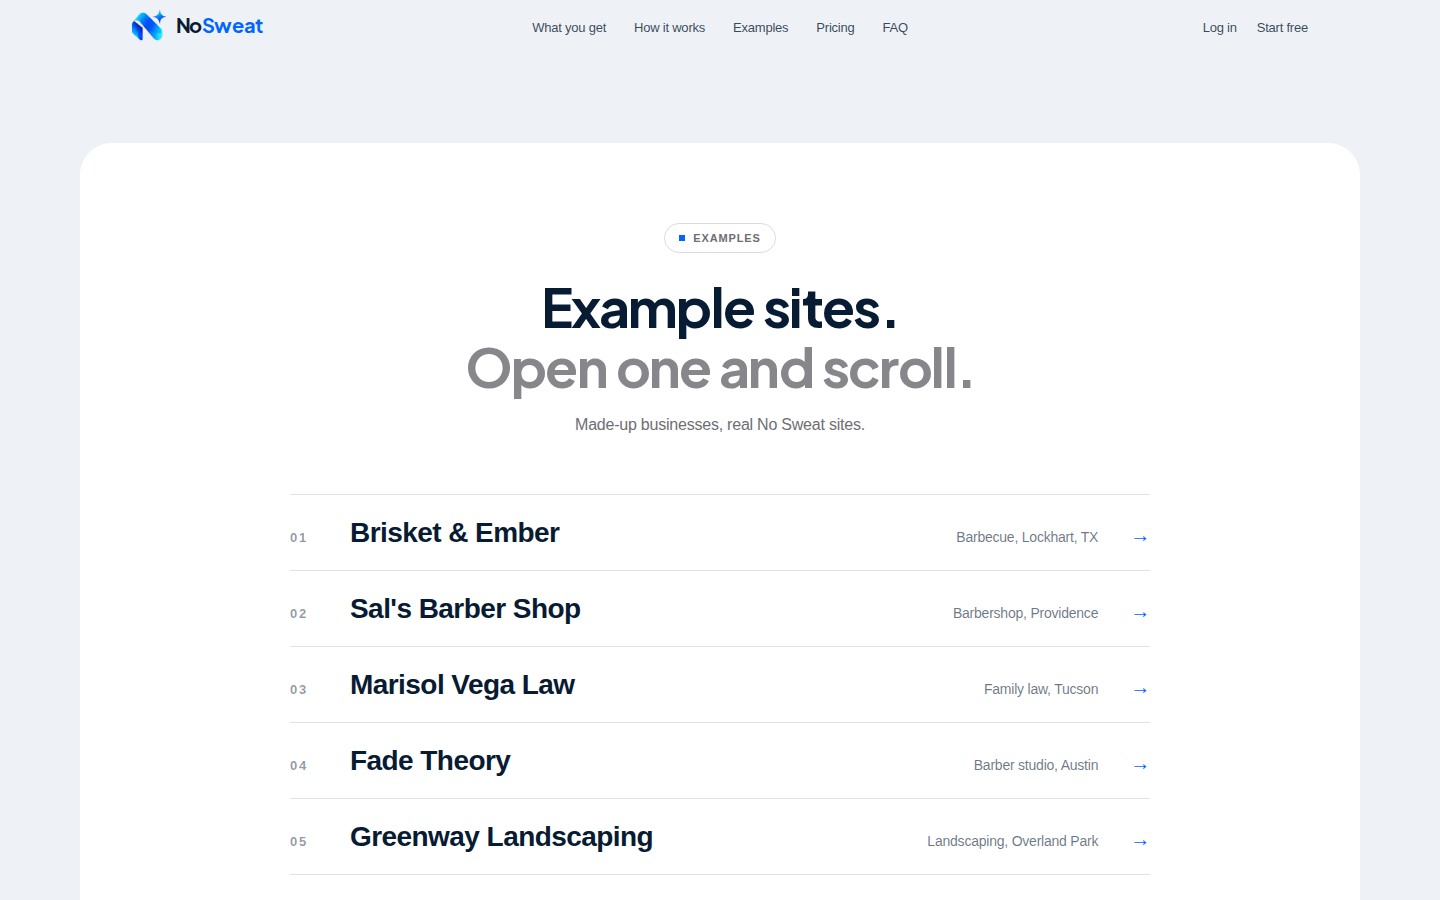 NoSweat
What you get
How it works
Examples
Pricing
FAQ
Log in
Start free
EXAMPLES
Example sites.
Open one and scroll.
Made-up businesses, real No Sweat sites.
01 Brisket & Ember Barbecue, Lockhart, TX →
02 Sal's Barber Shop Barbershop, Providence →
03 Marisol Vega Law Family law, Tucson →
04 Fade Theory Barber studio, Austin →
05 Greenway Landscaping Landscaping, Overland Park →